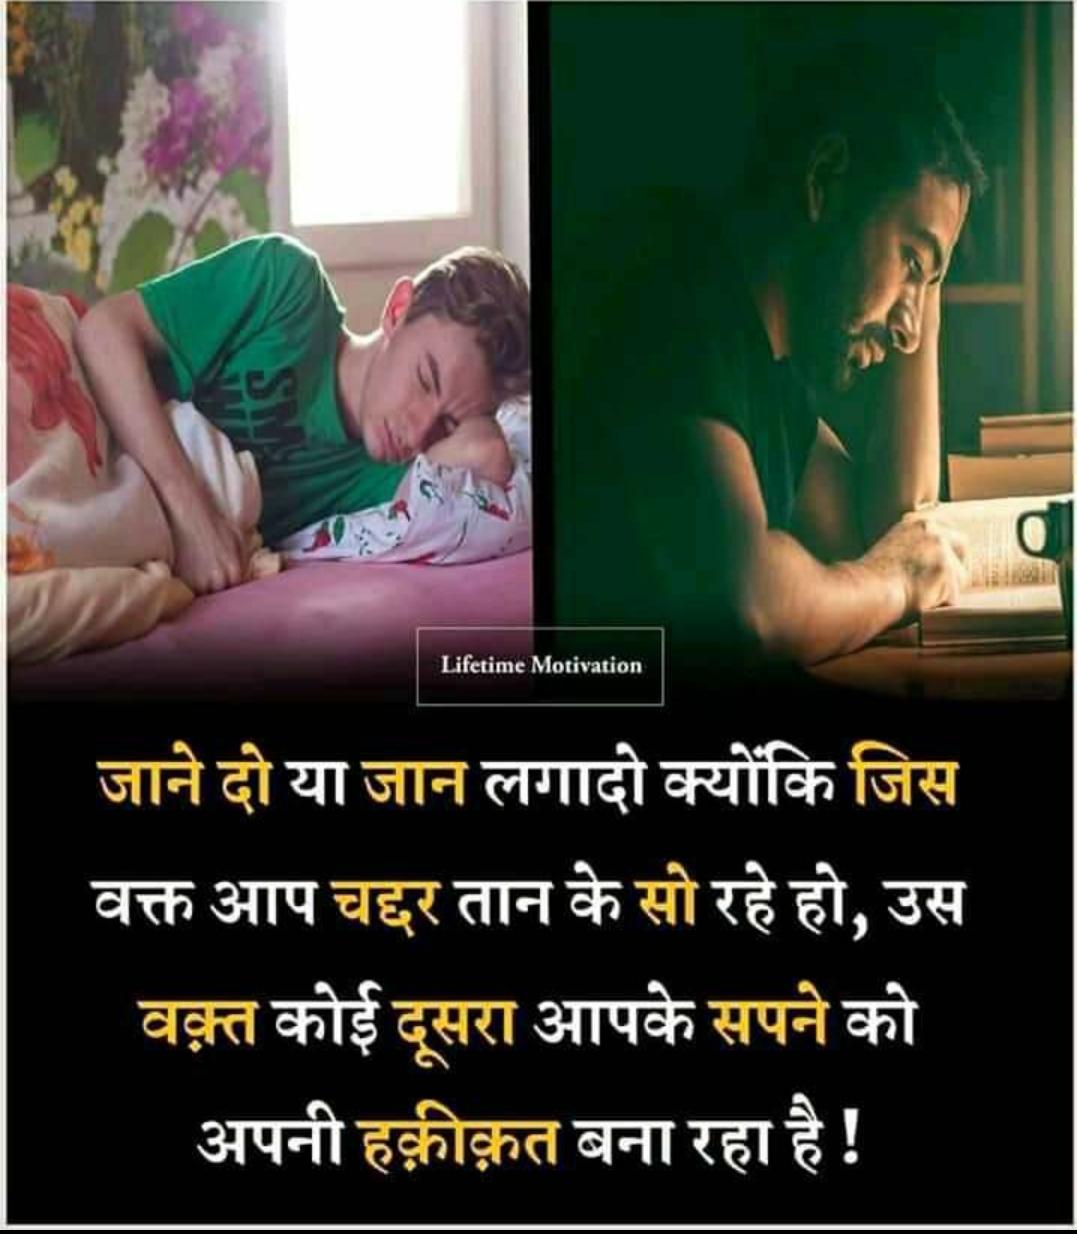 Lifetime Motivation
जाने दो या जान लगादो क्योंकि जिस
वक्त आप चद्दर तान के सो रहे हो, उस
वक़्त कोई दूसरा आपके सपने को
अपनी हक़ीक़त बना रहा है !